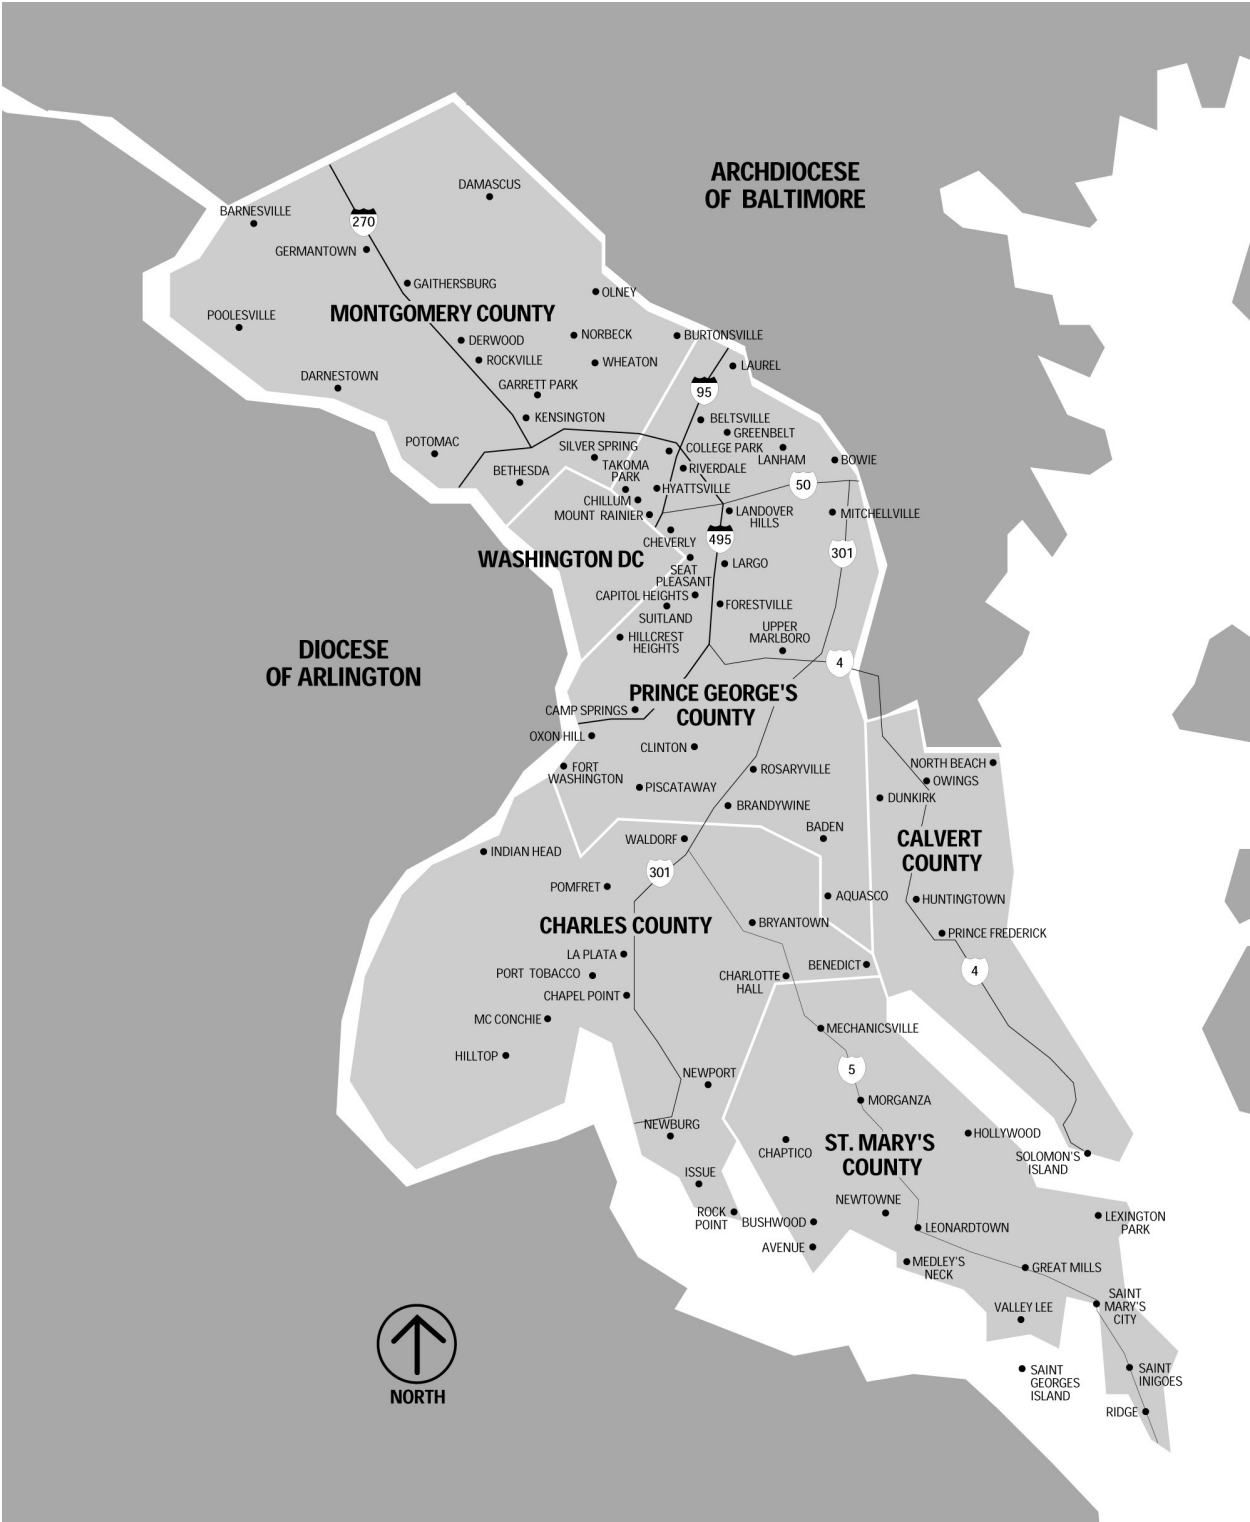 ARCHDIOCESE
OF BALTIMORE
DAMASCUS
BARNESVILLE
270
GERMANTOWN
GAITHERSBURG
OLNEY
MONTGOMERY COUNTY
POOLESVILLE
DERWOOD
NORBECK
BURTONSVILLE
ROCKVILLE
WHEATON
LAUREL
DARNESTOWN
GARRETT PARK
95
KENSINGTON
BELTSVILLE
GREENBELT
POTOMAC
SILVER SPRING
COLLEGE PARK
LANHAM
BOWIE
BETHESDA
TAKOMA
PARK
RIVERDALE
HYATTSVILLE
50
CHILLUM
MOUNT RAINIER
LANDOVER
HILLS
MITCHELLVILLE
CHEVERLY
495
301
WASHINGTON DC
SEAT
PLEASANT
LARGO
CAPITOL HEIGHTS
FORESTVILLE
SUITLAND
HILLCREST
HEIGHTS
UPPER
MARLBORO
4
DIOCESE
OF ARLINGTON
PRINCE GEORGE'S
COUNTY
CAMP SPRINGS
OXON HILL
CLINTON
FORT
WASHINGTON
ROSARYVILLE
NORTH BEACH
OWINGS
PISCATAWAY
DUNKIRK
BRANDYWINE
WALDORF
BADEN
CALVERT
COUNTY
INDIAN HEAD
301
POMFRET
AQUASCO
HUNTINGTOWN
CHARLES COUNTY
BRYANTOWN
PRINCE FREDERICK
LA PLATA
BENEDICT
4
PORT TOBACCO
CHARLOTTE
HALL
CHAPEL POINT
MC CONCHIE
MECHANICSVILLE
HILLTOP
5
NEWPORT
MORGANZA
NEWBURG
HOLLYWOOD
CHAPTICO
ST. MARY'S
COUNTY
SOLOMON'S
ISLAND
ISSUE
NEWTOWNE
ROCK
POINT
BUSHWOOD
LEONARDTOWN
LEXINGTON
PARK
AVENUE
MEDLEY'S
NECK
GREAT MILLS
VALLEY LEE
SAINT
MARY'S
CITY
SAINT
GEORGES
ISLAND
SAINT
INIGOES
RIDGE
NORTH